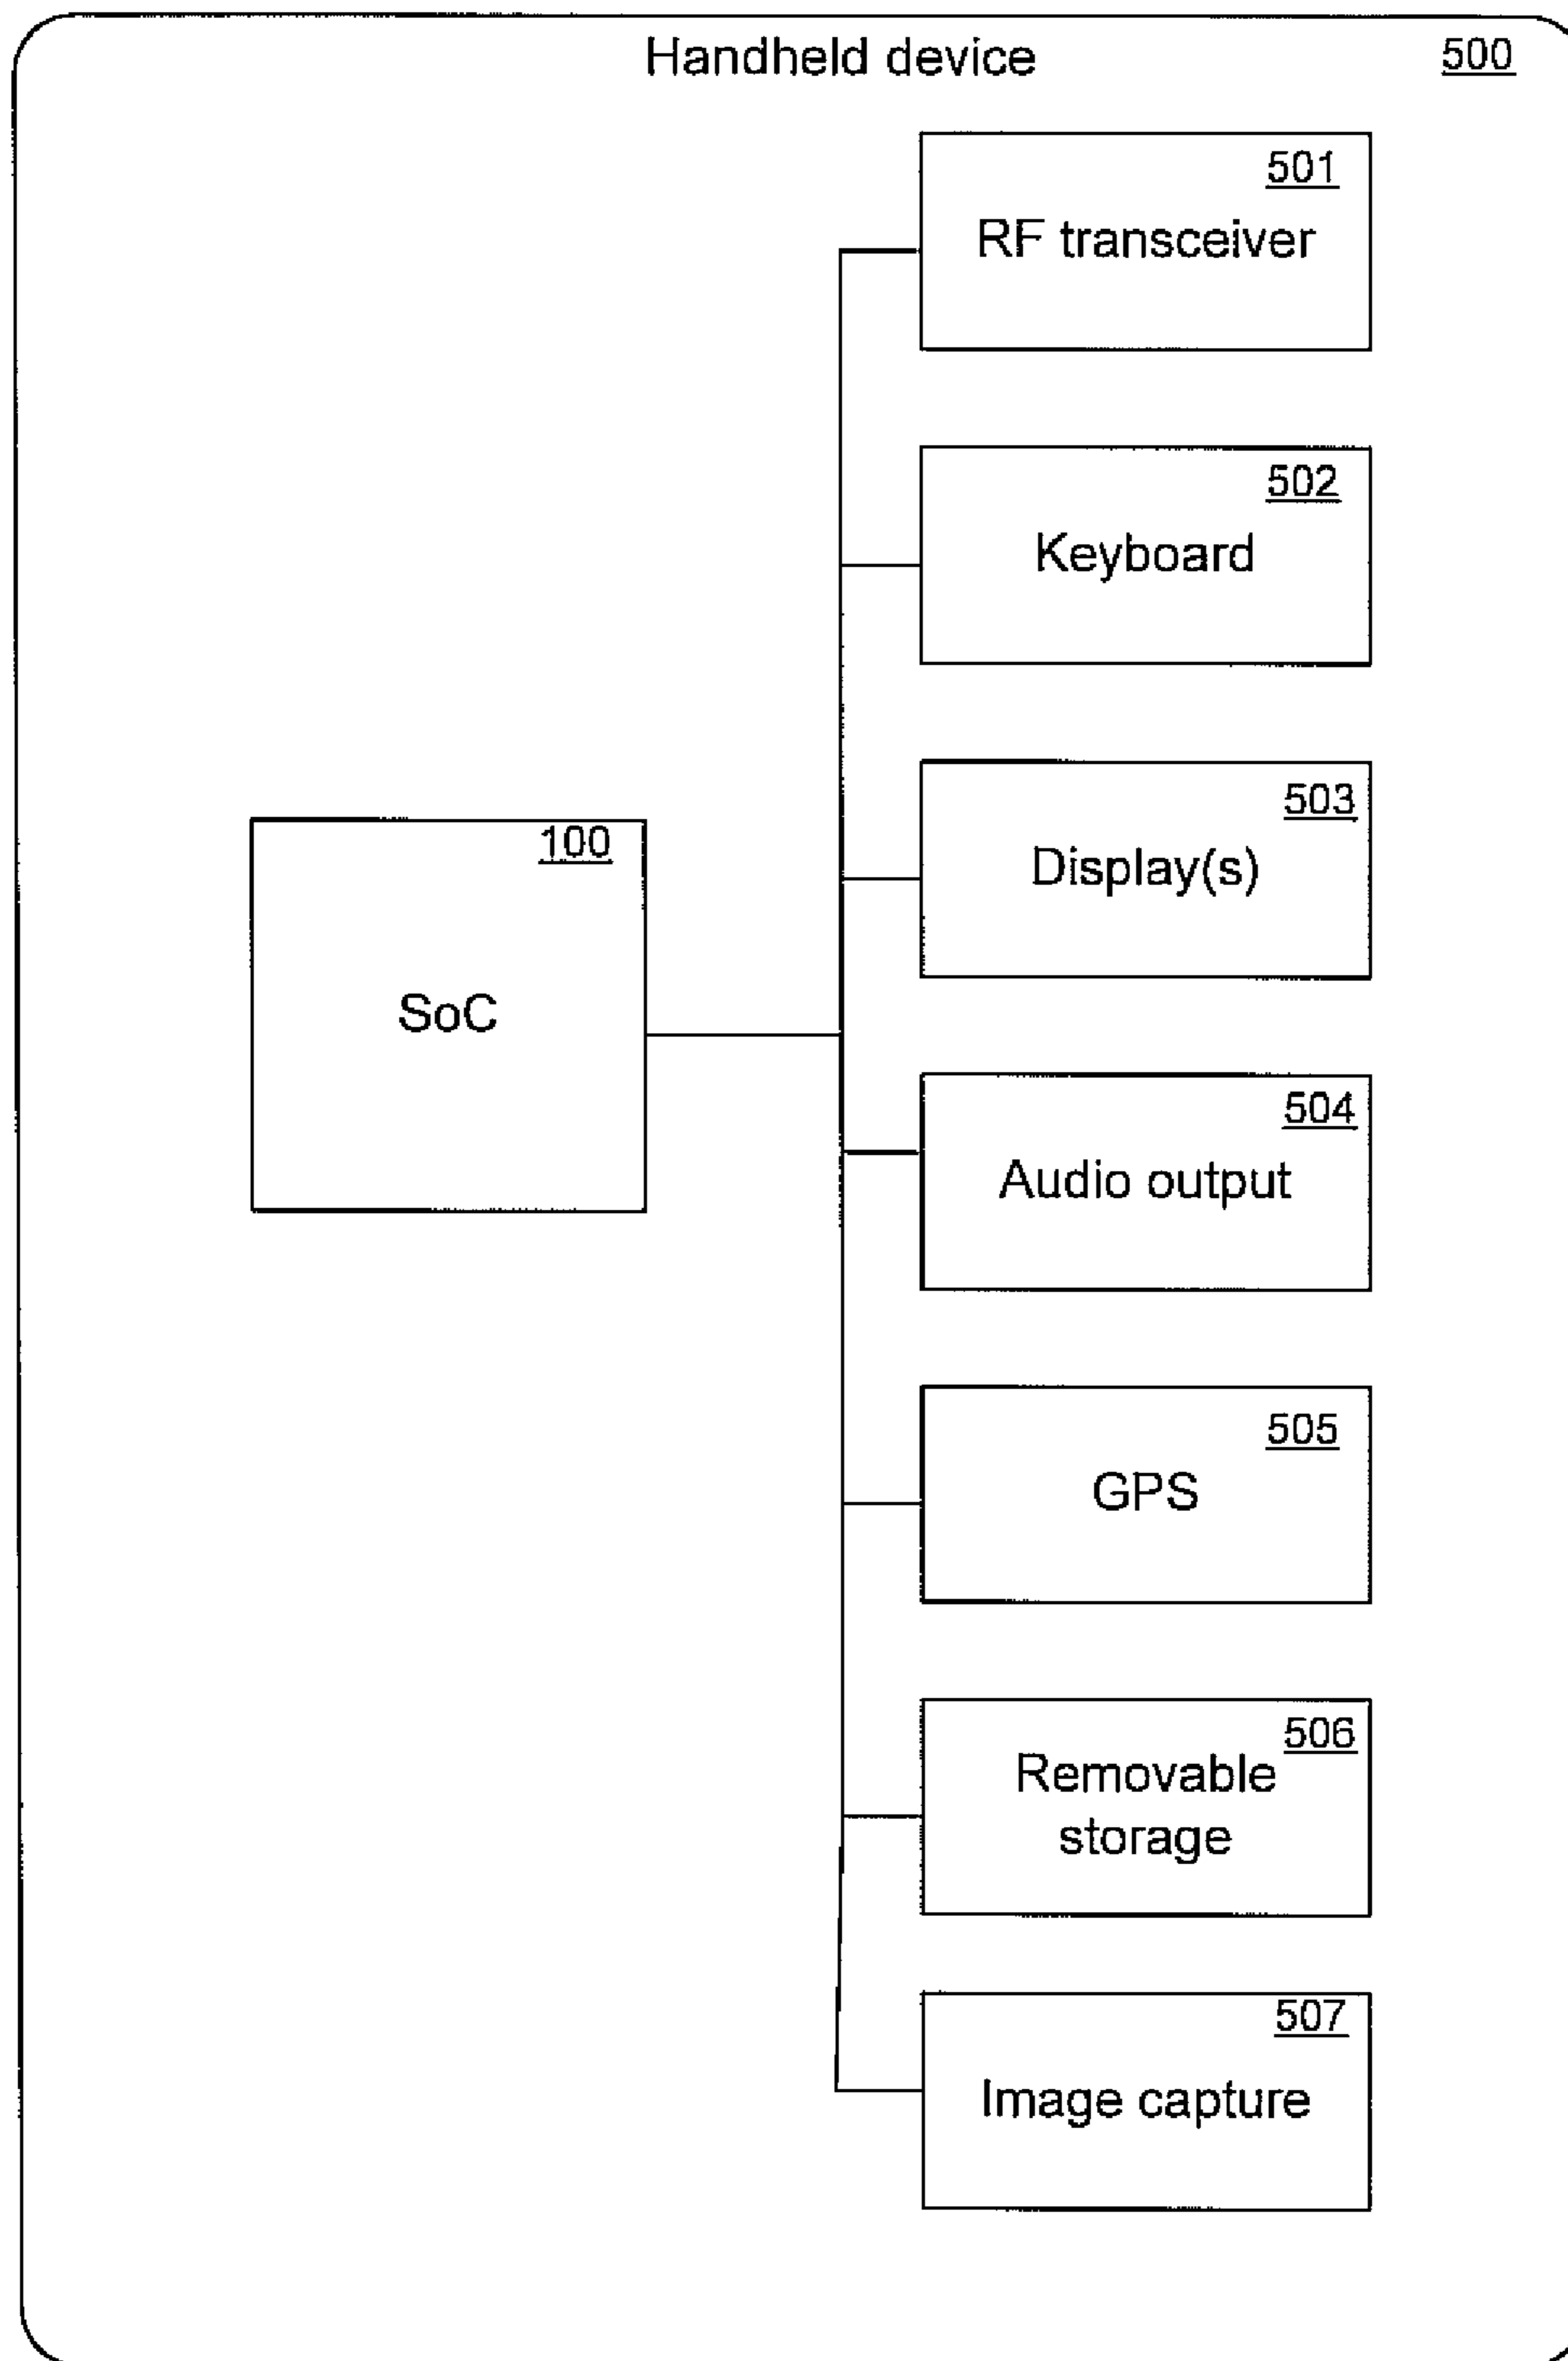 Handheld device
500
501
RF transceiver
502
Keyboard
503
Display(s)
100
SoC
504
Audio output
505
GPS
506
Removable
storage
507
Image capture